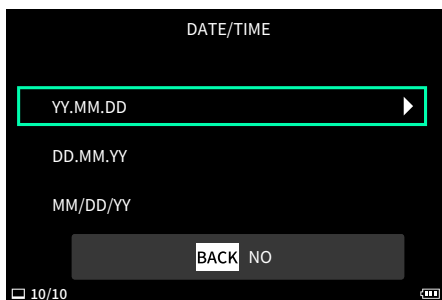 DATE/TIME
YY.MM.DD
DD.MM.YY
MM/DD/YY
BACK NO
10/10